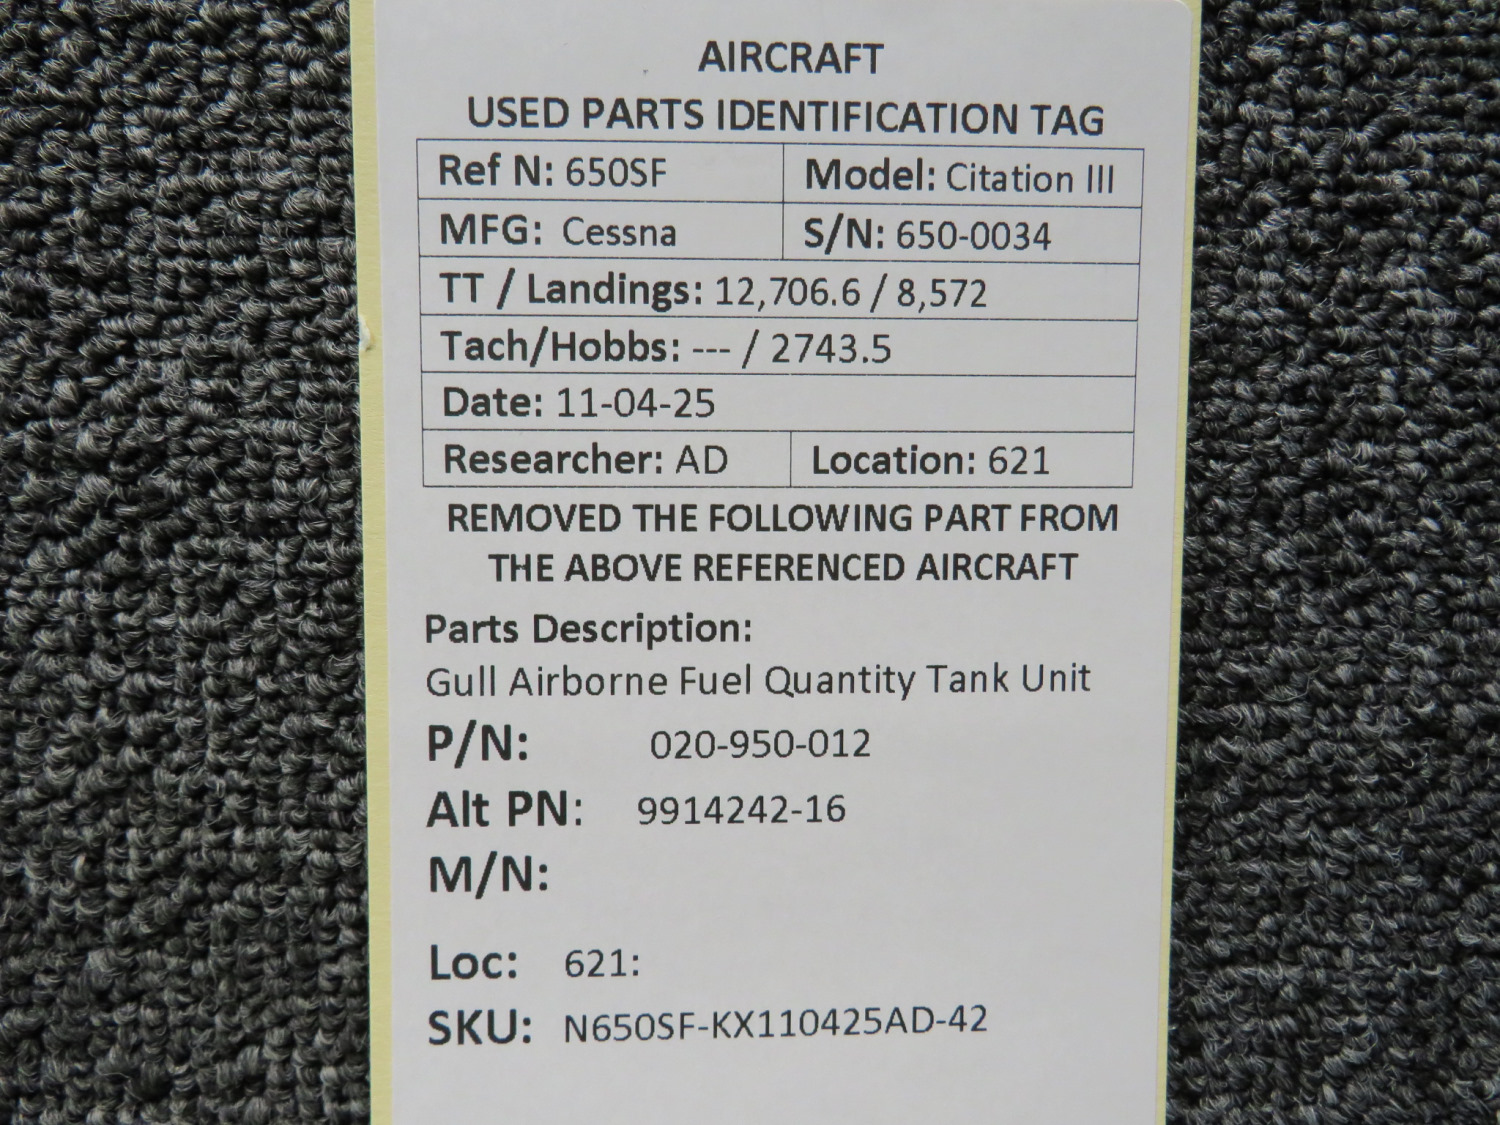 AIRCRAFT
USED PARTS IDENTIFICATION TAG
Ref N: 650SF Model: Citation III
MFG: Cessna S/N: 650-0034
TT / Landings: 12,706.6 / 8,572
Tach/Hobbs: --- / 2743.5
Date: 11-04-25
Researcher: AD Location: 621
REMOVED THE FOLLOWING PART FROM
THE ABOVE REFERENCED AIRCRAFT
Parts Description:
Gull Airborne Fuel Quantity Tank Unit
P/N: 020-950-012
Alt PN: 9914242-16
M/N:
Loc: 621:
SKU: N650SF-KX110425AD-42